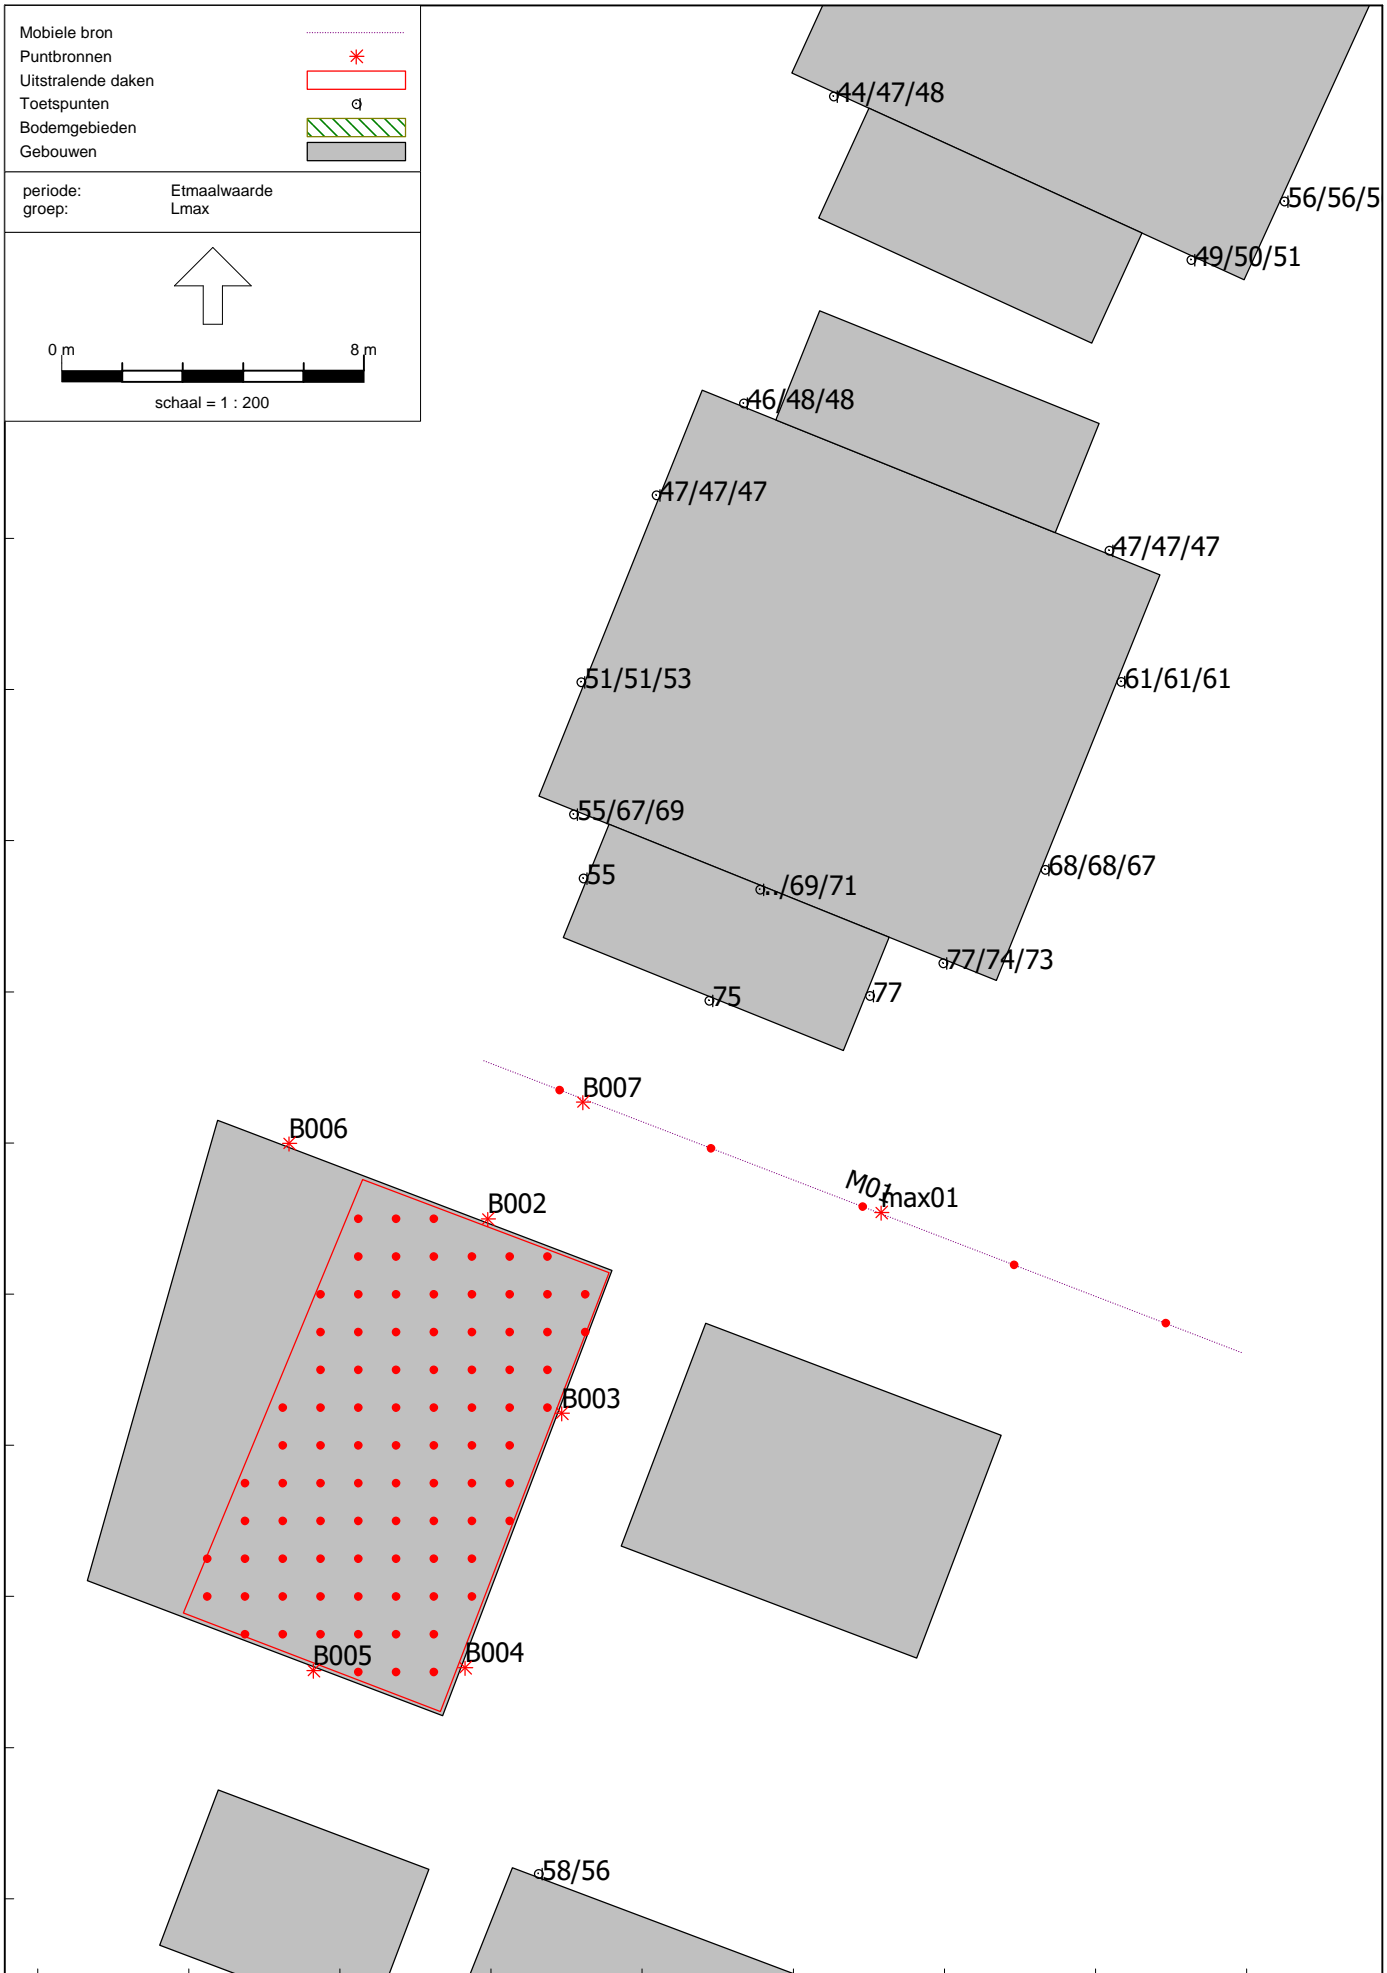 Mobiele bron
Puntbronnen
Uitstralende daken
Toetspunten
Bodemgebieden
Gebouwen
periode: Etmaalwaarde
groep: Lmax
0 m 8 m
schaal = 1 : 200
44/47/48
56/56/5
49/50/51
46/48/48
47/47/47
47/47/47
51/51/53
61/61/61
55/67/69
55
../69/71
68/68/67
77/74/73
75
77
B007
B006
M01
max01
B002
B003
B005
B004
58/56